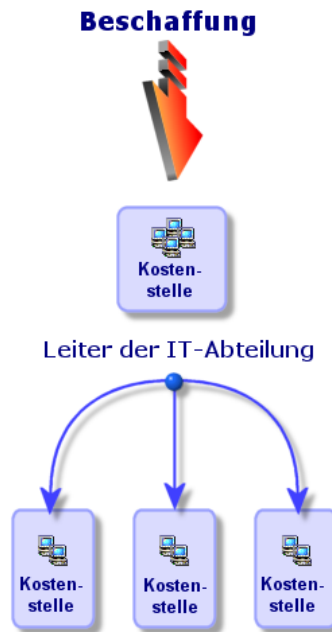 Beschaffung
Kosten-
stelle
Leiter der IT-Abteilung
Kosten-
stelle
Kosten-
stelle
Kosten-
stelle